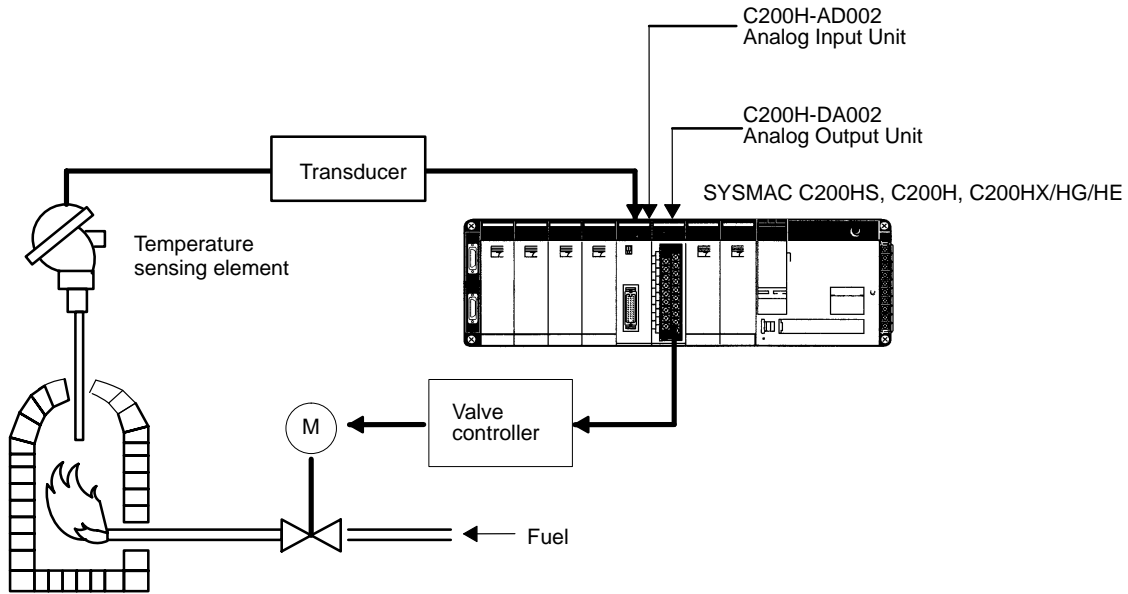 C200H-AD002
Analog Input Unit
C200H-DA002
Analog Output Unit
Transducer
SYSMAC C200HS, C200H, C200HX/HG/HE
Temperature
sensing element
Valve
controller
M
Fuel